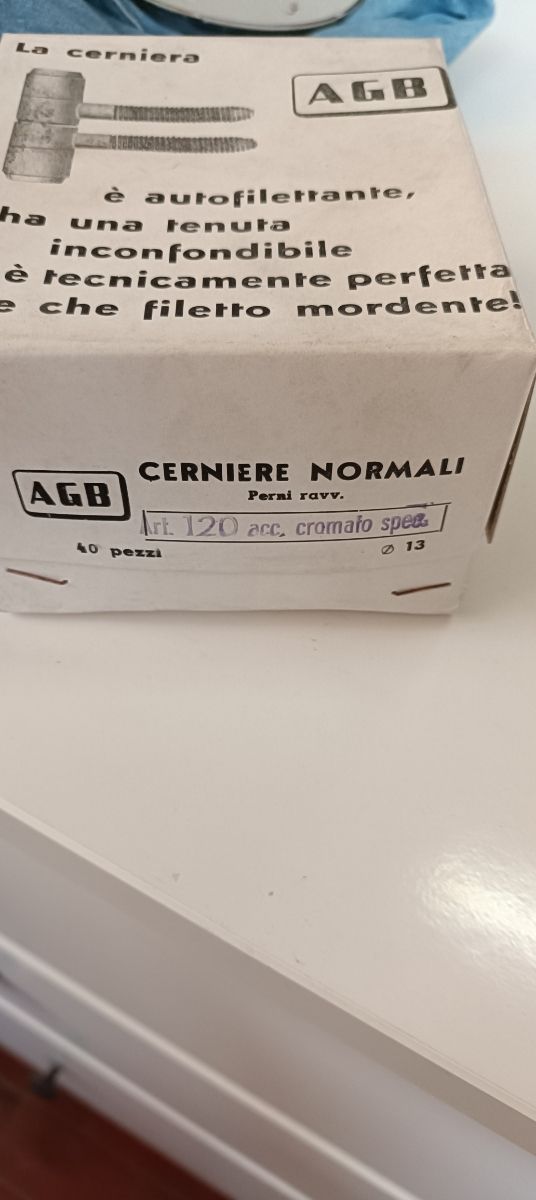 La cerniera
AGB
è autofilettante,
ha una tenuta
inconfondibile
è tecnicamente perfetta
e che filetto mordente!
AGB
CERNIERE NORMALI
Perni ravv.
Art. 120 acc. cromato spec.
40 pezzi
⌀ 13